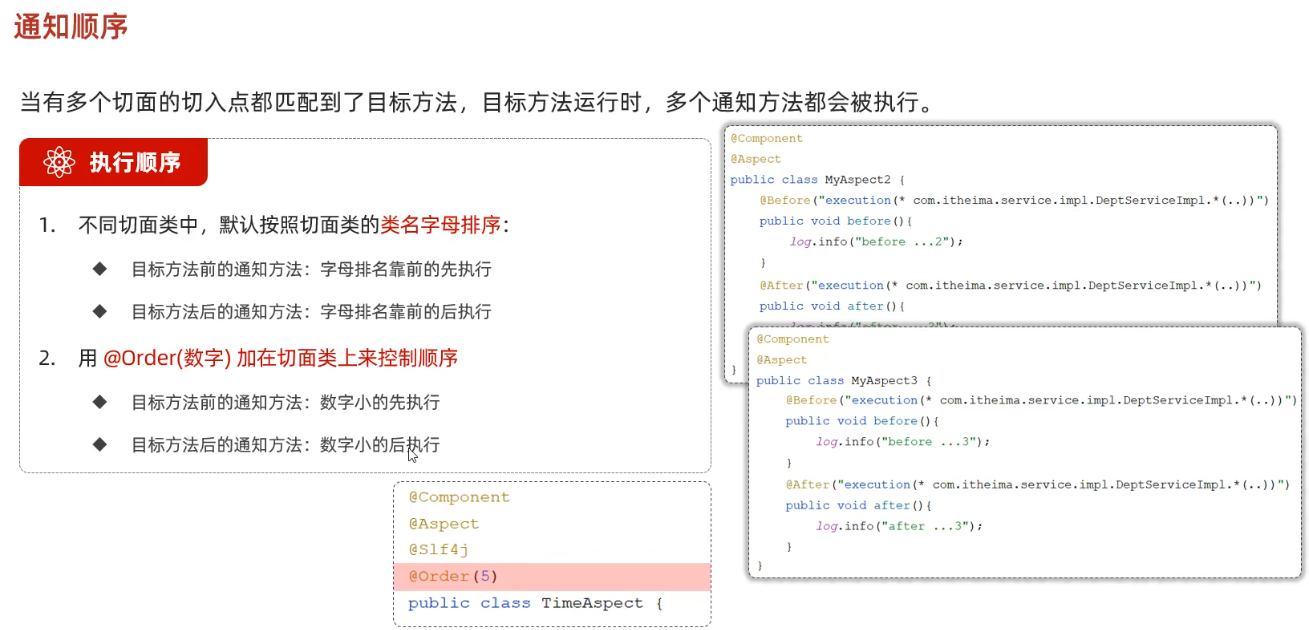 通知顺序
当有多个切面的切入点都匹配到了目标方法，目标方法运行时，多个通知方法都会被执行。
执行顺序
1. 不同切面类中，默认按照切面类的类名字母排序：
◆ 目标方法前的通知方法：字母排名靠前的先执行
◆ 目标方法后的通知方法：字母排名靠前的后执行
2. 用 @Order(数字) 加在切面类上来控制顺序
◆ 目标方法前的通知方法：数字小的先执行
◆ 目标方法后的通知方法：数字小的后执行
@Component
@Aspect
@Slf4j
@Order(5)
public class TimeAspect {
@Component
@Aspect
public class MyAspect2 {
@Before("execution(* com.itheima.service.impl.DeptServiceImpl.*(..))")
public void before(){
log.info("before ...2");
}
@After("execution(* com.itheima.service.impl.DeptServiceImpl.*(..))")
public void after(){
log.info("after ...2");
}
@Component
@Aspect
public class MyAspect3 {
@Before("execution(* com.itheima.service.impl.DeptServiceImpl.*(..))")
public void before(){
log.info("before ...3");
}
@After("execution(* com.itheima.service.impl.DeptServiceImpl.*(..))")
public void after(){
log.info("after ...3");
}
}